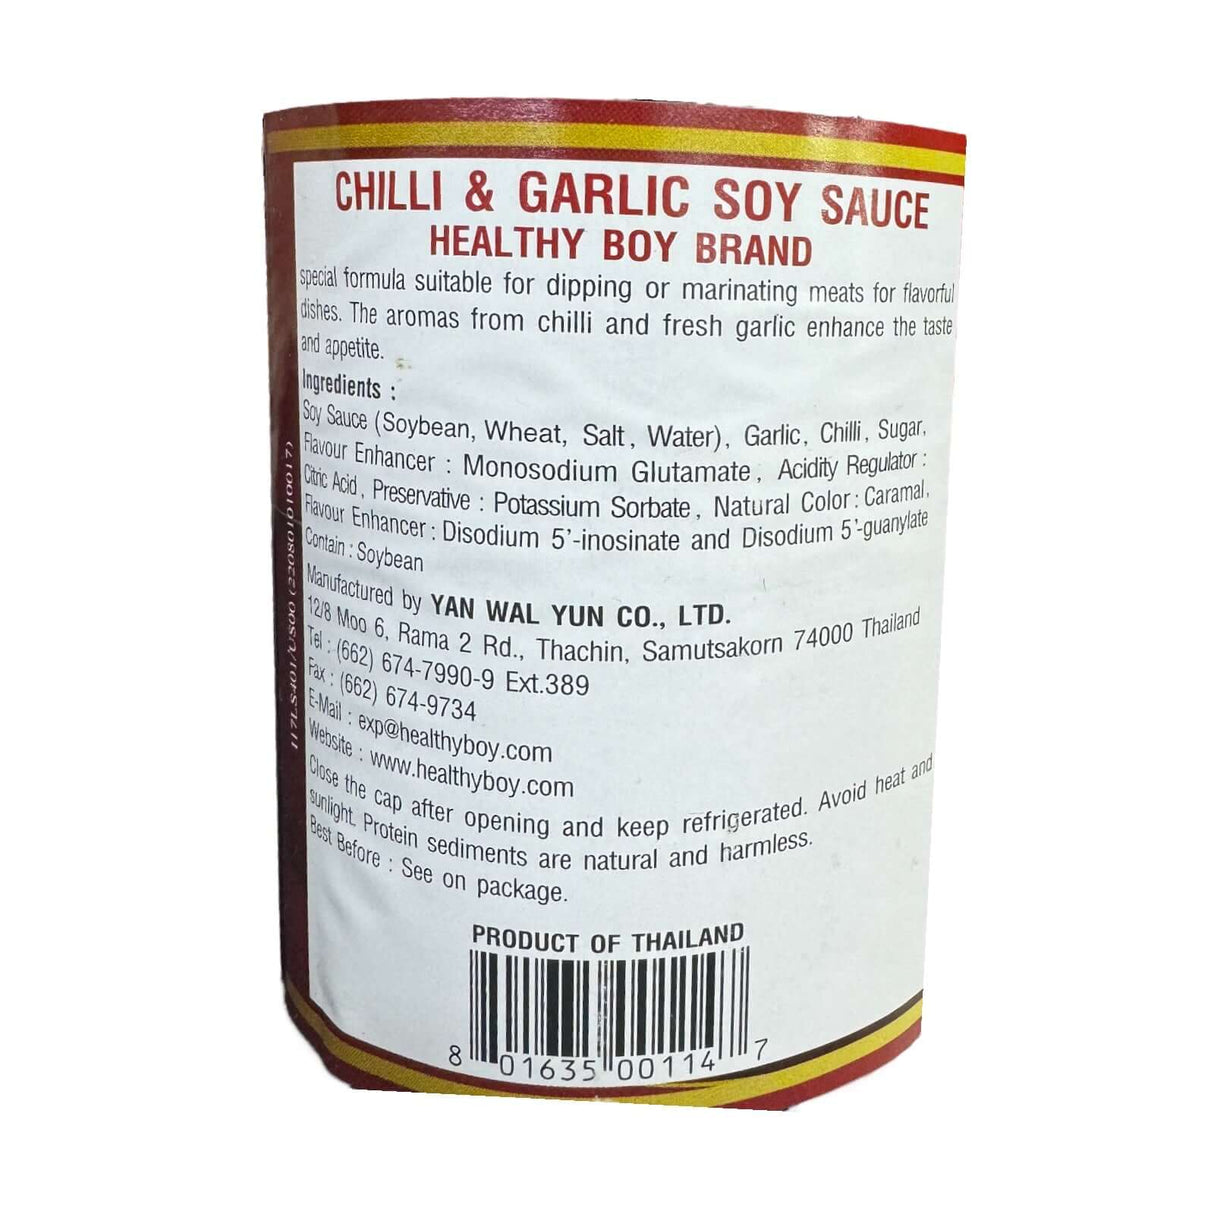 CHILLI & GARLIC SOY SAUCE
HEALTHY BOY BRAND
special formula suitable for dipping or marinating meats for flavorful
dishes. The aromas from chilli and fresh garlic enhance the taste
and appetite.
Ingredients :
Soy Sauce (Soybean, Wheat, Salt, Water), Garlic, Chilli, Sugar,
Flavour Enhancer : Monosodium Glutamate, Acidity Regulator :
Citric Acid, Preservative : Potassium Sorbate, Natural Color : Caramal,
Flavour Enhancer : Disodium 5'-inosinate and Disodium 5'-guanylate
Contain : Soybean
Manufactured by YAN WAL YUN CO., LTD.
12/8 Moo 6, Rama 2 Rd., Thachin, Samutsakorn 74000 Thailand
Tel : (662) 674-7990-9 Ext.389
Fax : (662) 674-9734
E-Mail : exp@healthyboy.com
Website : www.healthyboy.com
Close the cap after opening and keep refrigerated. Avoid heat and
sunlight. Protein sediments are natural and harmless.
Best Before : See on package.
PRODUCT OF THAILAND
8 01635 00114 7
117LS401/US00 (220801010017)